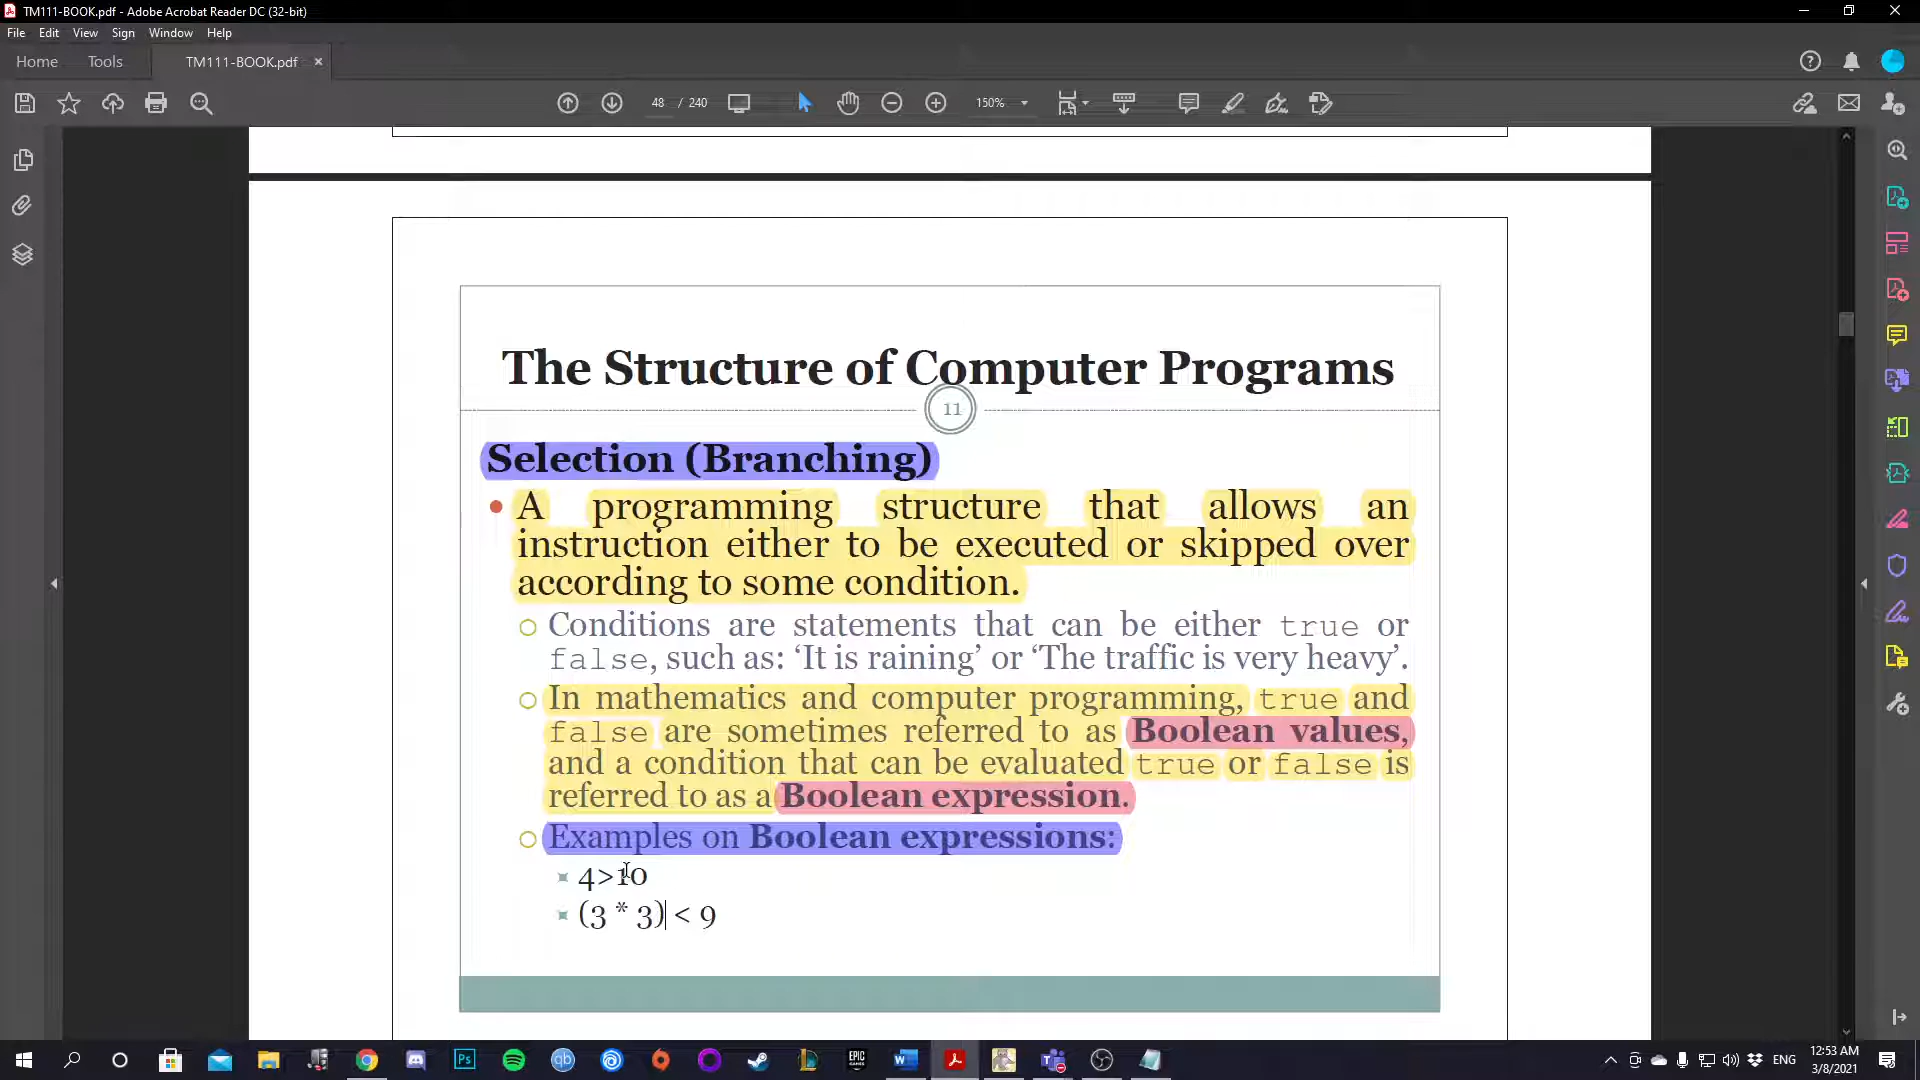 TM111-BOOK.pdf - Adobe Acrobat Reader DC (32-bit)
File Edit View Sign Window Help
Home Tools TM111-BOOK.pdf
48 / 240 150%
The Structure of Computer Programs
11
Selection (Branching)
A programming structure that allows an
instruction either to be executed or skipped over
according to some condition.
Conditions are statements that can be either true or
false, such as: ‘It is raining’ or ‘The traffic is very heavy’.
In mathematics and computer programming, true and
false are sometimes referred to as Boolean values,
and a condition that can be evaluated true or false is
referred to as a Boolean expression.
Examples on Boolean expressions:
4>10
(3 * 3) < 9
Ps
qb
EPIC
GAMES
ENG
12:53 AM
3/8/2021